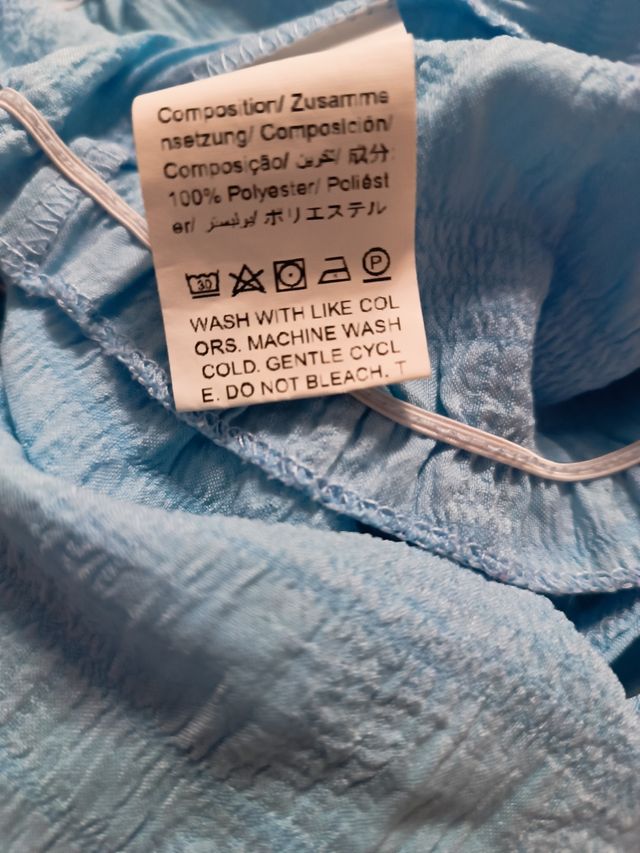 Composition/ Zusamme
nsetzung/ Composición/
Composição/ تكوين/ 成分:
100% Polyester/ Poliést
er/ بوليستر/ ポリエステル
30 P
WASH WITH LIKE COL
ORS. MACHINE WASH
COLD. GENTLE CYCL
E. DO NOT BLEACH. T